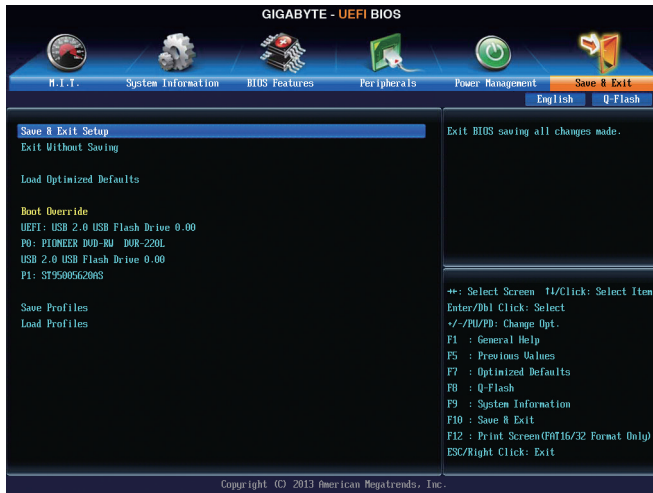 GIGABYTE - UEFI BIOS
M.I.T.
System Information
BIOS Features
Peripherals
Power Management
Save & Exit
English
Q-Flash
Save & Exit Setup
Exit Without Saving
Load Optimized Defaults
Boot Override
UEFI: USB 2.0 USB Flash Drive 0.00
P0: PIONEER DVD-RW DVR-220L
USB 2.0 USB Flash Drive 0.00
P1: ST95005620AS
Save Profiles
Load Profiles
Exit BIOS saving all changes made.
→←: Select Screen ↑↓/Click: Select Item
Enter/Dbl Click: Select
+/-/PU/PD: Change Opt.
F1 : General Help
F5 : Previous Values
F7 : Optimized Defaults
F8 : Q-Flash
F9 : System Information
F10 : Save & Exit
F12 : Print Screen(FAT16/32 Format Only)
ESC/Right Click: Exit
Copyright (C) 2013 American Megatrends, Inc.